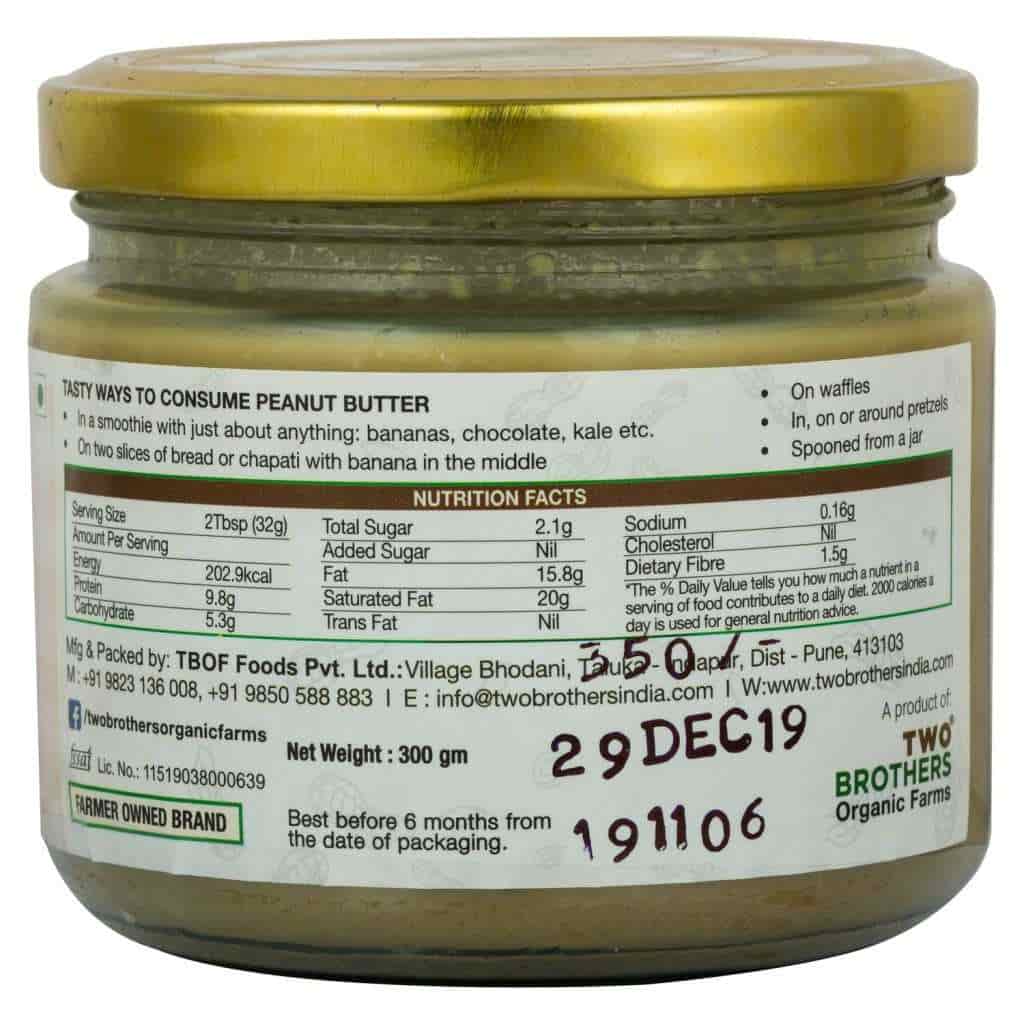 TASTY WAYS TO CONSUME PEANUT BUTTER
• In a smoothie with just about anything: bananas, chocolate, kale etc.
• On two slices of bread or chapati with banana in the middle
• On waffles
• In, on or around pretzels
• Spooned from a jar
NUTRITION FACTS
Serving Size 2Tbsp (32g)
Amount Per Serving
Energy 202.9kcal
Protein 9.8g
Carbohydrate 5.3g
Total Sugar 2.1g
Added Sugar Nil
Fat 15.8g
Saturated Fat 20g
Trans Fat Nil
Sodium 0.16g
Cholesterol Nil
Dietary Fibre 1.5g
*The % Daily Value tells you how much a nutrient in a
serving of food contributes to a daily diet. 2000 calories a
day is used for general nutrition advice.
Mfg & Packed by: TBOF Foods Pvt. Ltd.: Village Bhodani, Taluka - Indapur, Dist - Pune, 413103
350/-
M : +91 9823 136 008, +91 9850 588 883 | E : info@twobrothersindia.com | W:www.twobrothersindia.com
f /twobrothersorganicfarms
fssai Lic. No.: 11519038000639
FARMER OWNED BRAND
Net Weight : 300 gm
Best before 6 months from
the date of packaging.
29DEC19
191106
A product of:
TWO
BROTHERS
Organic Farms